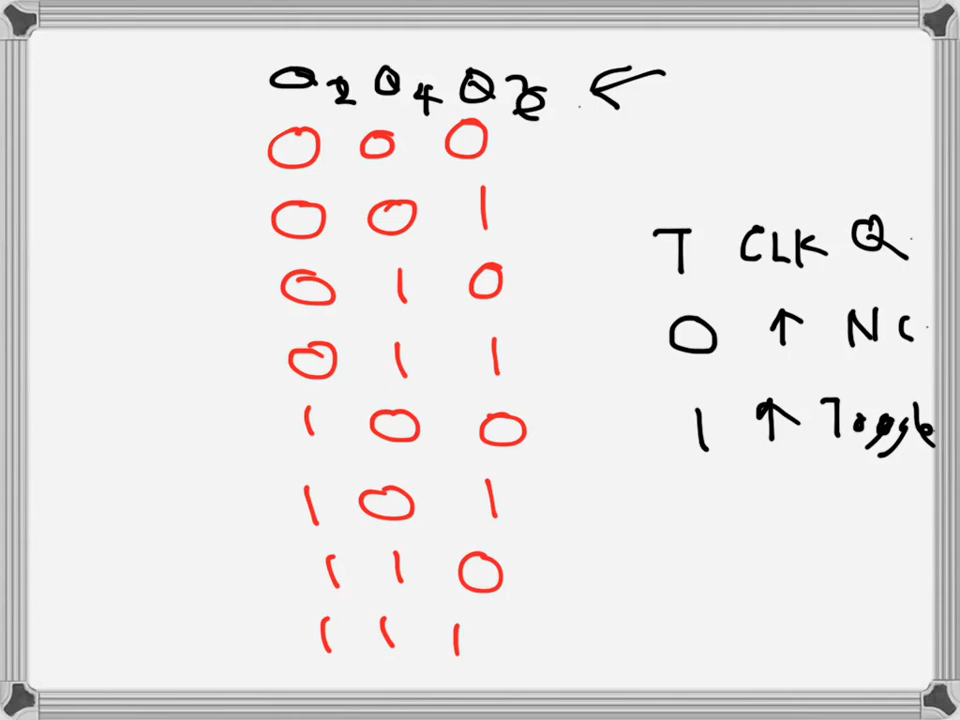 Q2 Q4 Q
0 0 0
0 0 1
0 1 0
0 1 1
1 0 0
1 0 1
1 1 0
1 1 1
T CLK Q
0 ↑ NC
1 ↑ Toggle